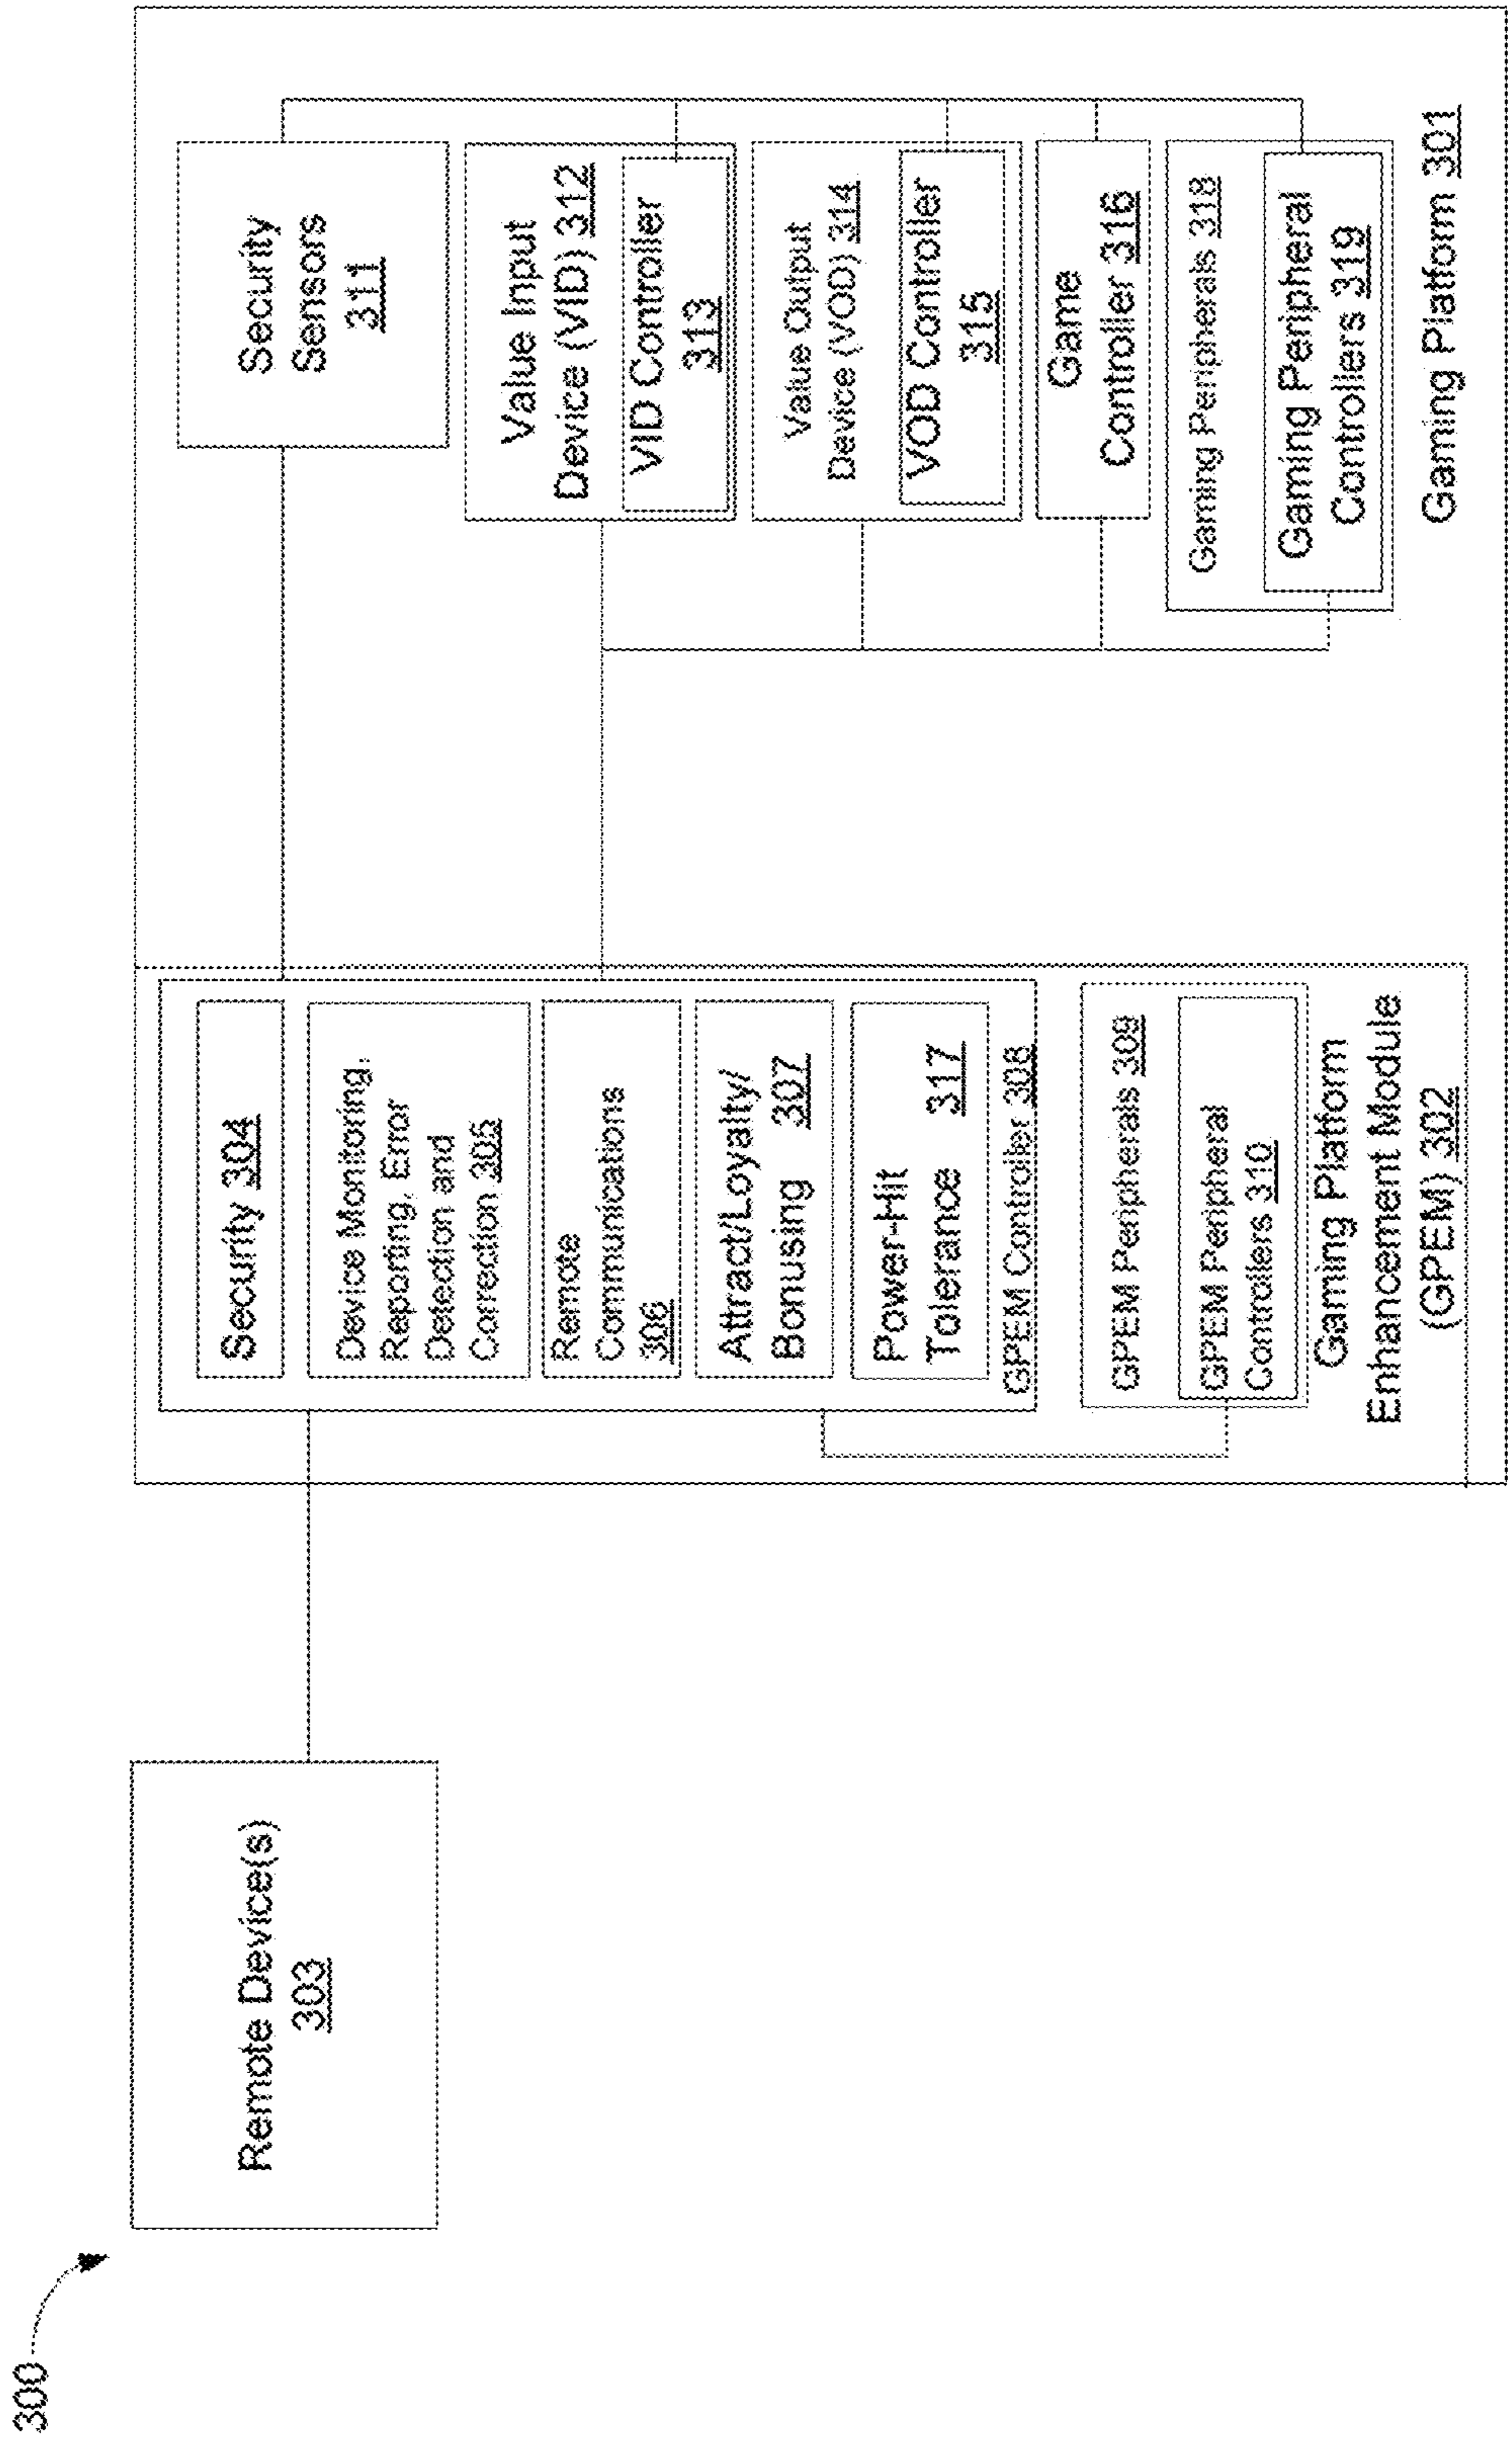 300
Remote Device(s)
303
Security 304
Device Monitoring,
Reporting, Error
Detection and
Correction 305
Remote
Communications
306
Attract/Loyalty/
Bonusing 307
Power-Hit
Tolerance 317
GPEM Controller 308
GPEM Peripherals 309
GPEM Peripheral
Controllers 310
Gaming Platform
Enhancement Module
(GPEM) 302
Security
Sensors
311
Value Input
Device (VID) 312
VID Controller
313
Value Output
Device (VOD) 314
VOD Controller
315
Game
Controller 316
Gaming Peripherals 318
Gaming Peripheral
Controllers 319
Gaming Platform 301